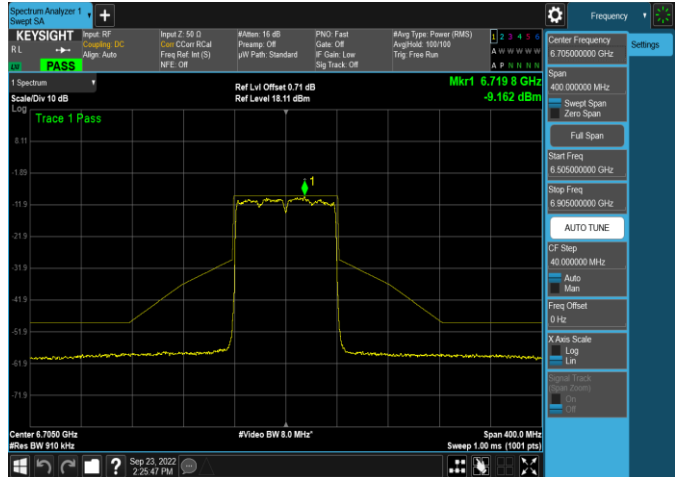 Spectrum Analyzer 1
Swept SA
Frequency
Settings
KEYSIGHT
RL
PASS
Input: RF
Coupling: DC
Align: Auto
Input Z: 50 Ω
Corr CCorr RCal
Freq Ref: Int (S)
NFE: Off
#Atten: 16 dB
Preamp: Off
µW Path: Standard
PNO: Fast
Gate: Off
IF Gain: Low
Sig Track: Off
#Avg Type: Power (RMS)
Avg|Hold: 100/100
Trig: Free Run
1 2 3 4 5 6
A W W W W W
A P N N N N
1 Spectrum
Scale/Div 10 dB
Log
Ref Lvl Offset 0.71 dB
Ref Level 18.11 dBm
Mkr1 6.719 8 GHz
-9.162 dBm
Trace 1 Pass
8.11
-1.89
-11.9
-21.9
-31.9
-41.9
-51.9
-61.9
-71.9
1
Center 6.7050 GHz
#Res BW 910 kHz
#Video BW 8.0 MHz*
Span 400.0 MHz
Sweep 1.00 ms (1001 pts)
Sep 23, 2022
2:25:47 PM
Center Frequency
6.705000000 GHz
Span
400.000000 MHz
Swept Span
Zero Span
Full Span
Start Freq
6.505000000 GHz
Stop Freq
6.905000000 GHz
AUTO TUNE
CF Step
40.000000 MHz
Auto
Man
Freq Offset
0 Hz
X Axis Scale
Log
Lin
Signal Track
(Span Zoom)
On
Off